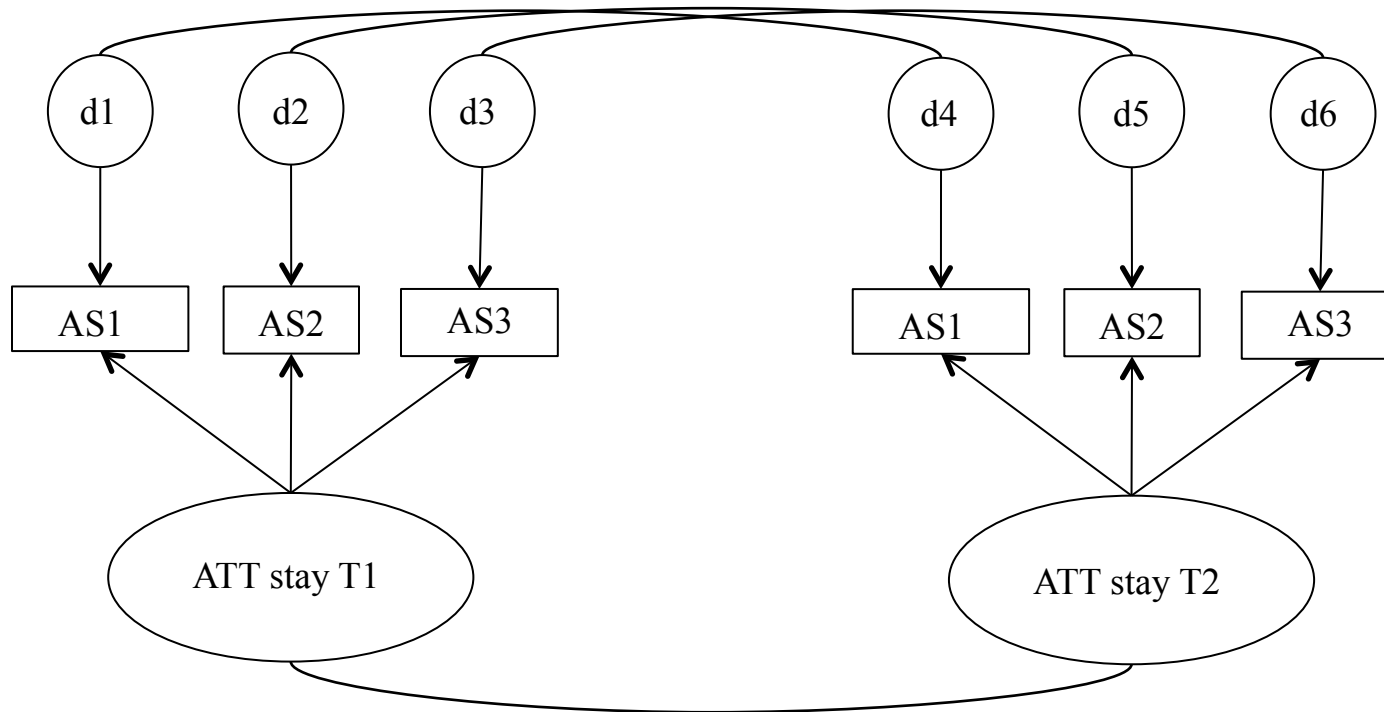 d1 d2 d3 d4 d5 d6
AS1 AS2 AS3 AS1 AS2 AS3
ATT stay T1 ATT stay T2